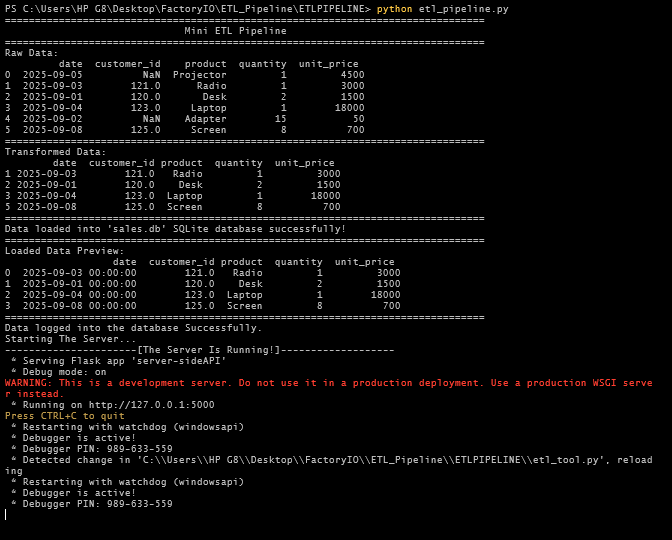 PS C:\Users\HP G8\Desktop\FactoryIO\ETL_Pipeline\ETLPIPELINE> python etl_pipeline.py
================================================================================
                              Mini ETL Pipeline
================================================================================
Raw Data:
         date  customer_id    product  quantity  unit_price
0  2025-09-05          NaN  Projector         1        4500
1  2025-09-03        121.0      Radio         1        3000
2  2025-09-01        120.0       Desk         2        1500
3  2025-09-04        123.0     Laptop         1       18000
4  2025-09-02          NaN    Adapter        15          50
5  2025-09-08        125.0     Screen         8         700
================================================================================
Transformed Data:
        date  customer_id product  quantity  unit_price
1 2025-09-03        121.0   Radio         1        3000
2 2025-09-01        120.0    Desk         2        1500
3 2025-09-04        123.0  Laptop         1       18000
5 2025-09-08        125.0  Screen         8         700
================================================================================
Data loaded into 'sales.db' SQLite database successfully!
================================================================================
Loaded Data Preview:
                  date  customer_id product  quantity  unit_price
0  2025-09-03 00:00:00        121.0   Radio         1        3000
1  2025-09-01 00:00:00        120.0    Desk         2        1500
2  2025-09-04 00:00:00        123.0  Laptop         1       18000
3  2025-09-08 00:00:00        125.0  Screen         8         700
================================================================================
Data logged into the database Successfully.
Starting The Server...
----------------------[The Server Is Running!]-------------------
 * Serving Flask app 'server-sideAPI'
 * Debug mode: on
WARNING: This is a development server. Do not use it in a production deployment. Use a production WSGI serve
r instead.
 * Running on http://127.0.0.1:5000
Press CTRL+C to quit
 * Restarting with watchdog (windowsapi)
 * Debugger is active!
 * Debugger PIN: 989-633-559
 * Detected change in 'C:\\Users\\HP G8\\Desktop\\FactoryIO\\ETL_Pipeline\\ETLPIPELINE\\etl_tool.py', reload
ing
 * Restarting with watchdog (windowsapi)
 * Debugger is active!
 * Debugger PIN: 989-633-559